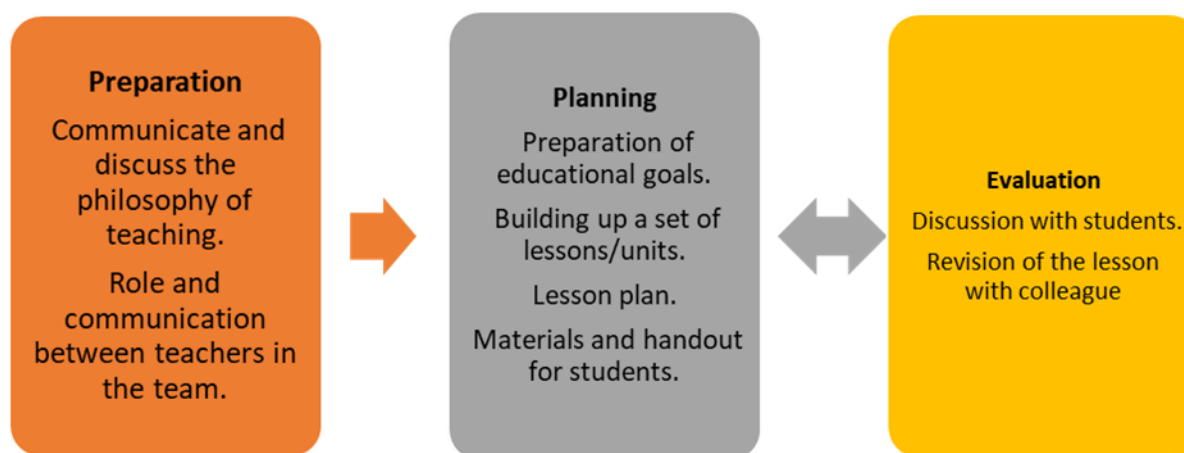 Preparation
Communicate and
discuss the
philosophy of
teaching.
Role and
communication
between teachers in
the team.
Planning
Preparation of
educational goals.
Building up a set of
lessons/units.
Lesson plan.
Materials and handout
for students.
Evaluation
Discussion with students.
Revision of the lesson
with colleague